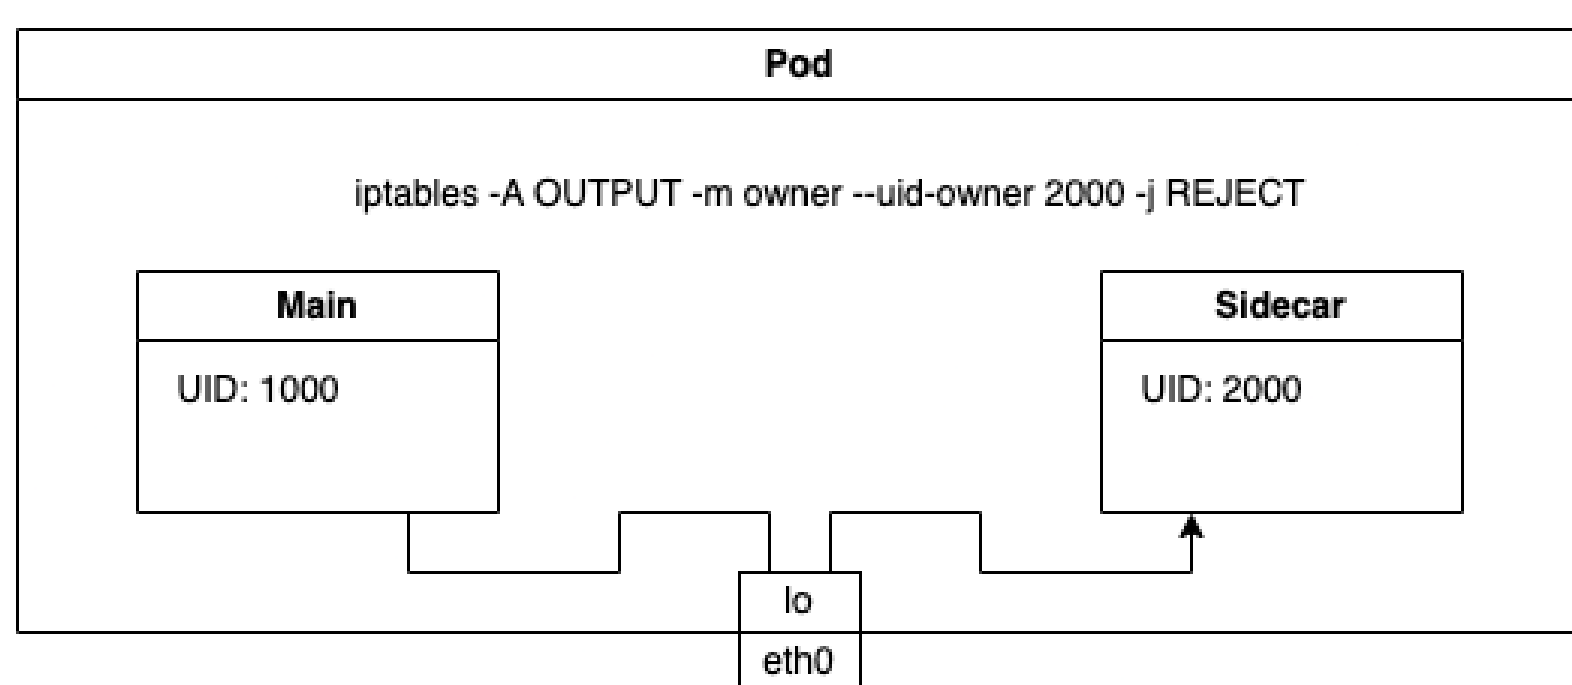 Pod
iptables -A OUTPUT -m owner --uid-owner 2000 -j REJECT
Main
Sidecar
UID: 1000
UID: 2000
lo
eth0